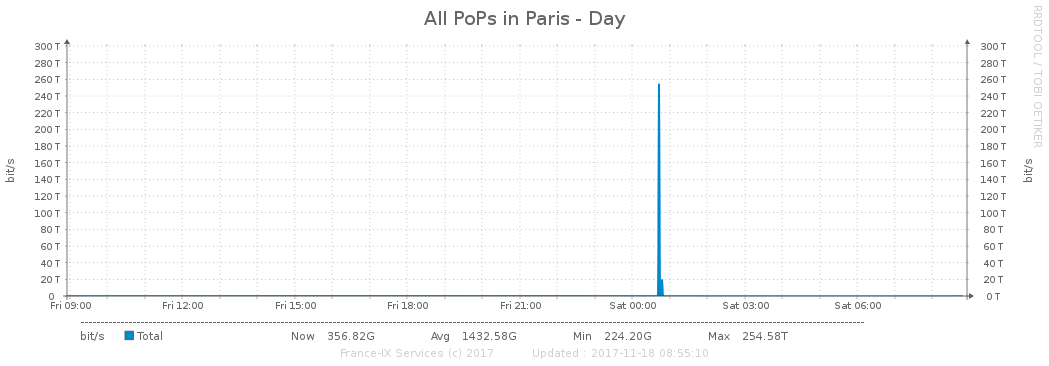 All PoPs in Paris - Day
RRDTOOL / TOBI OETIKER
bit/s
300 T 300 T
280 T 280 T
260 T 260 T
240 T 240 T
220 T 220 T
200 T 200 T
180 T 180 T
160 T 160 T
140 T 140 T
120 T 120 T
100 T 100 T
80 T 80 T
60 T 60 T
40 T 40 T
20 T 20 T
0 0 T
bit/s
Fri 09:00 Fri 12:00 Fri 15:00 Fri 18:00 Fri 21:00 Sat 00:00 Sat 03:00 Sat 06:00
bit/s Total Now 356.82G Avg 1432.58G Min 224.20G Max 254.58T
France-IX Services (c) 2017 Updated : 2017-11-18 08:55:10